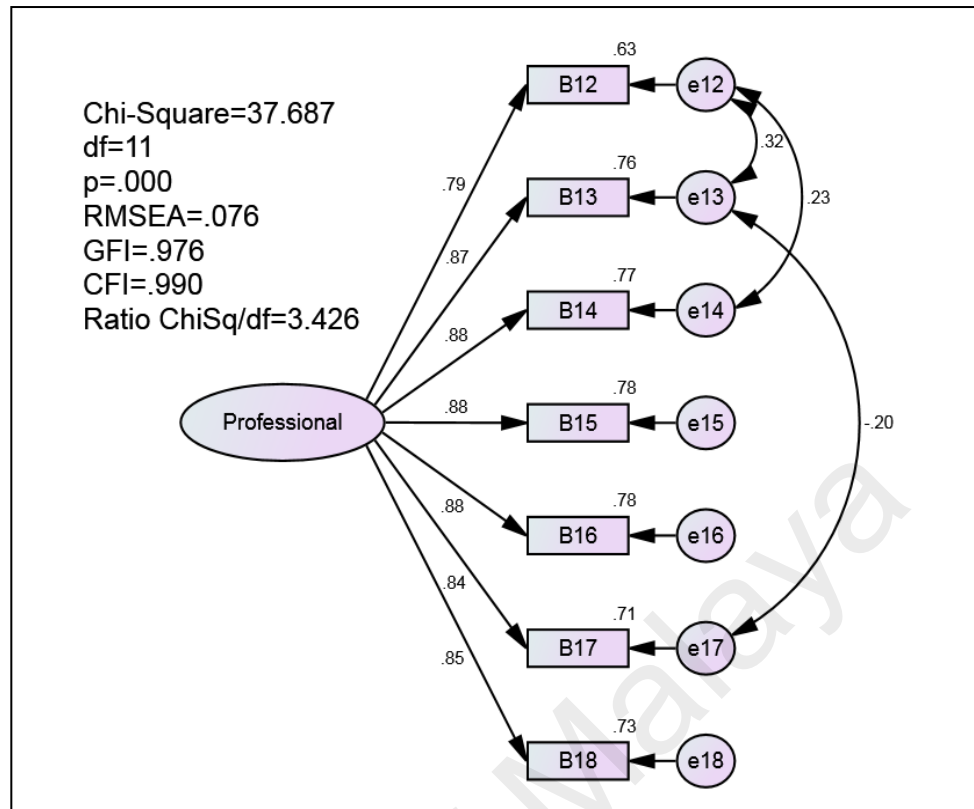 Chi-Square=37.687
df=11
p=.000
RMSEA=.076
GFI=.976
CFI=.990
Ratio ChiSq/df=3.426
Professional
.79
.87
.88
.88
.88
.84
.85
.63
B12
e12
.76
B13
e13
.77
B14
e14
.78
B15
e15
.78
B16
e16
.71
B17
e17
.73
B18
e18
.32
.23
-.20
Malaya